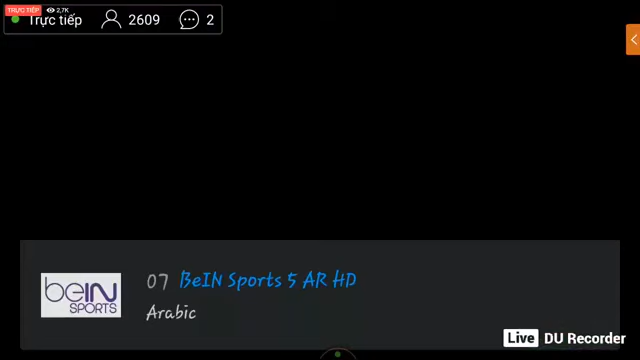 TRỰC TIẾP 2,7K
Trực tiếp 2609 2
beIN
SPORTS
07 BeIN Sports 5 AR HD
Arabic
Live DU Recorder